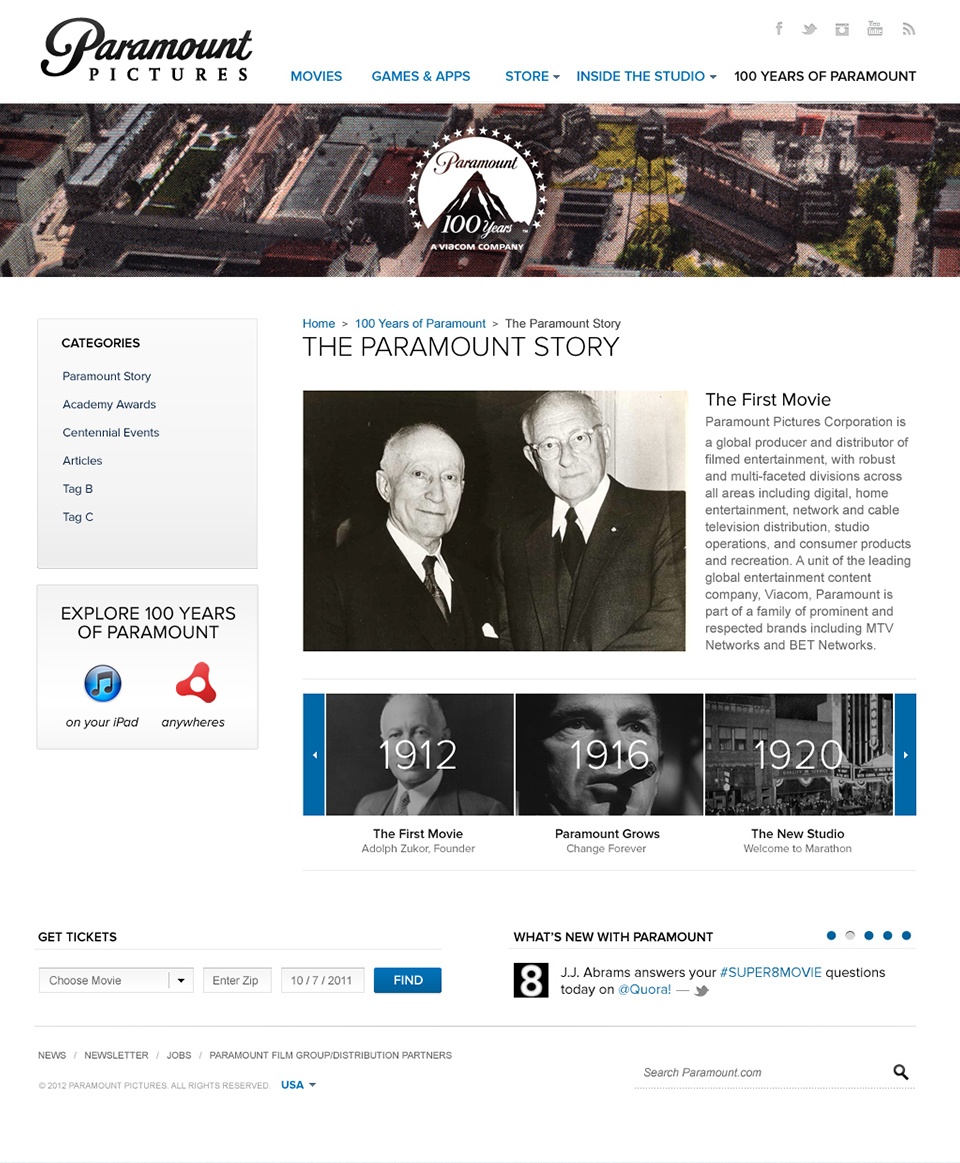 Paramount
PICTURES
You
Tube
MOVIES GAMES & APPS STORE INSIDE THE STUDIO 100 YEARS OF PARAMOUNT
Paramount
100 Years
TM
A VIACOM COMPANY
CATEGORIES
Paramount Story
Academy Awards
Centennial Events
Articles
Tag B
Tag C
EXPLORE 100 YEARS
OF PARAMOUNT
on your iPad anywheres
Home > 100 Years of Paramount > The Paramount Story
THE PARAMOUNT STORY
The First Movie
Paramount Pictures Corporation is
a global producer and distributor of
filmed entertainment, with robust
and multi-faceted divisions across
all areas including digital, home
entertainment, network and cable
television distribution, studio
operations, and consumer products
and recreation. A unit of the leading
global entertainment content
company, Viacom, Paramount is
part of a family of prominent and
respected brands including MTV
Networks and BET Networks.
1912 1916 1920
The First Movie Paramount Grows The New Studio
Adolph Zukor, Founder Change Forever Welcome to Marathon
GET TICKETS
Choose Movie Enter Zip 10 / 7 / 2011 FIND
WHAT'S NEW WITH PARAMOUNT
8
J.J. Abrams answers your #SUPER8MOVIE questions
today on @Quora! —
NEWS / NEWSLETTER / JOBS / PARAMOUNT FILM GROUP/DISTRIBUTION PARTNERS
© 2012 PARAMOUNT PICTURES. ALL RIGHTS RESERVED. USA
Search Paramount.com